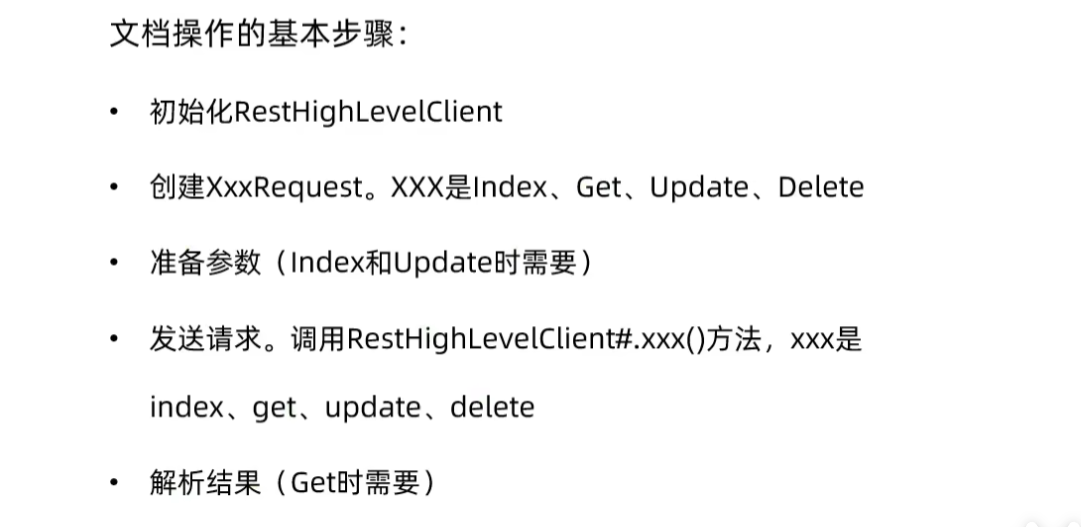 文档操作的基本步骤：
• 初始化RestHighLevelClient
• 创建XxxRequest。XXX是Index、Get、Update、Delete
• 准备参数（Index和Update时需要）
• 发送请求。调用RestHighLevelClient#.xxx()方法，xxx是
index、get、update、delete
• 解析结果（Get时需要）